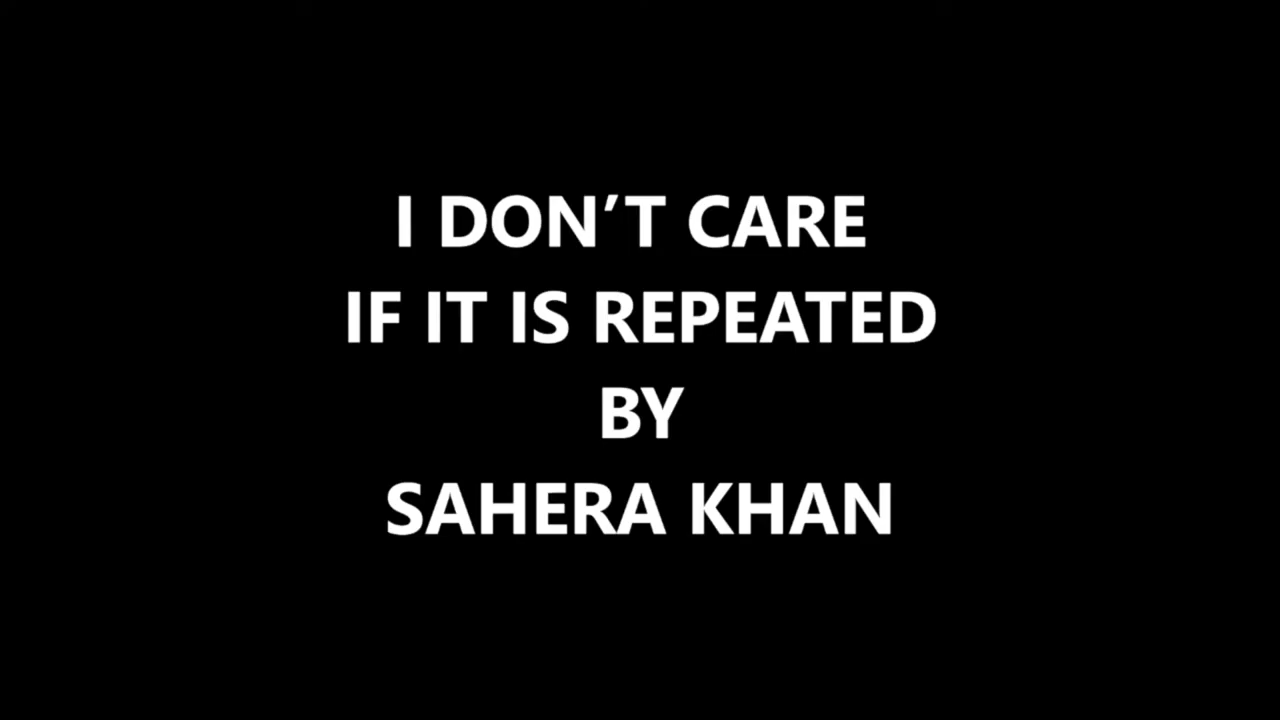 I DON’T CARE
IF IT IS REPEATED
BY
SAHERA KHAN